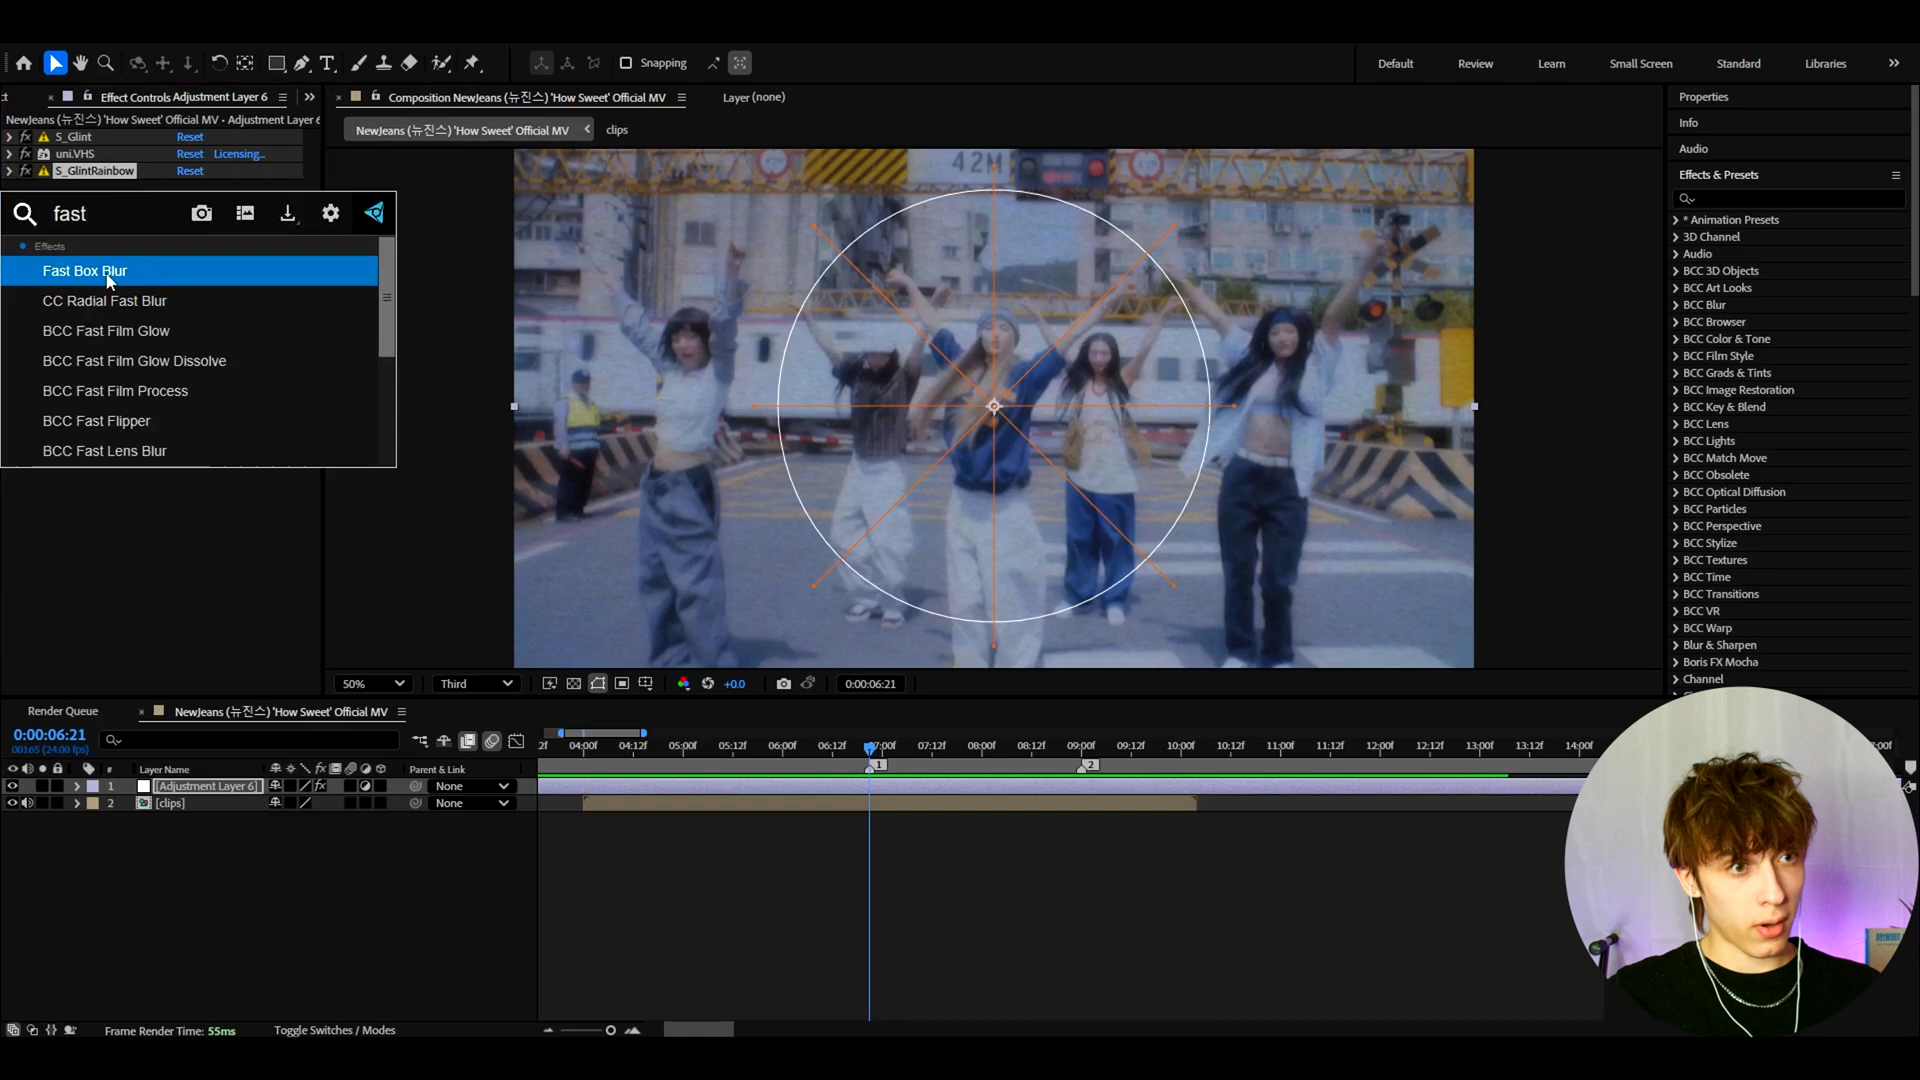 Snapping
Default
Review
Learn
Small Screen
Standard
Libraries
Effect Controls Adjustment Layer 6
Composition NewJeans (뉴진스) 'How Sweet' Official MV
Layer (none)
NewJeans (뉴진스) 'How Sweet' Official MV - Adjustment Layer 6
NewJeans (뉴진스) 'How Sweet' Official MV
clips
S_Glint Reset
uni.VHS Reset Licensing...
S_GlintRainbow Reset
fast
Effects
Fast Box Blur
CC Radial Fast Blur
BCC Fast Film Glow
BCC Fast Film Glow Dissolve
BCC Fast Film Process
BCC Fast Flipper
BCC Fast Lens Blur
42M
50%
Third
+0.0
0:00:06:21
Properties
Info
Audio
Effects & Presets
* Animation Presets
3D Channel
Audio
BCC 3D Objects
BCC Art Looks
BCC Blur
BCC Browser
BCC Color & Tone
BCC Film Style
BCC Grads & Tints
BCC Image Restoration
BCC Key & Blend
BCC Lens
BCC Lights
BCC Match Move
BCC Obsolete
BCC Optical Diffusion
BCC Particles
BCC Perspective
BCC Stylize
BCC Textures
BCC Time
BCC Transitions
BCC VR
BCC Warp
Blur & Sharpen
Boris FX Mocha
Channel
Render Queue
NewJeans (뉴진스) 'How Sweet' Official MV
0:00:06:21
00165 (24.00 fps)
2f 04:00f 04:12f 05:00f 05:12f 06:00f 06:12f 07:00f 07:12f 08:00f 08:12f 09:00f 09:12f 10:00f 10:12f 11:00f 11:12f 12:00f 12:12f 13:00f 13:12f 14:00f
1
2
# Layer Name Parent & Link
1 [Adjustment Layer 6] None
2 [clips] None
Frame Render Time: 55ms
Toggle Switches / Modes